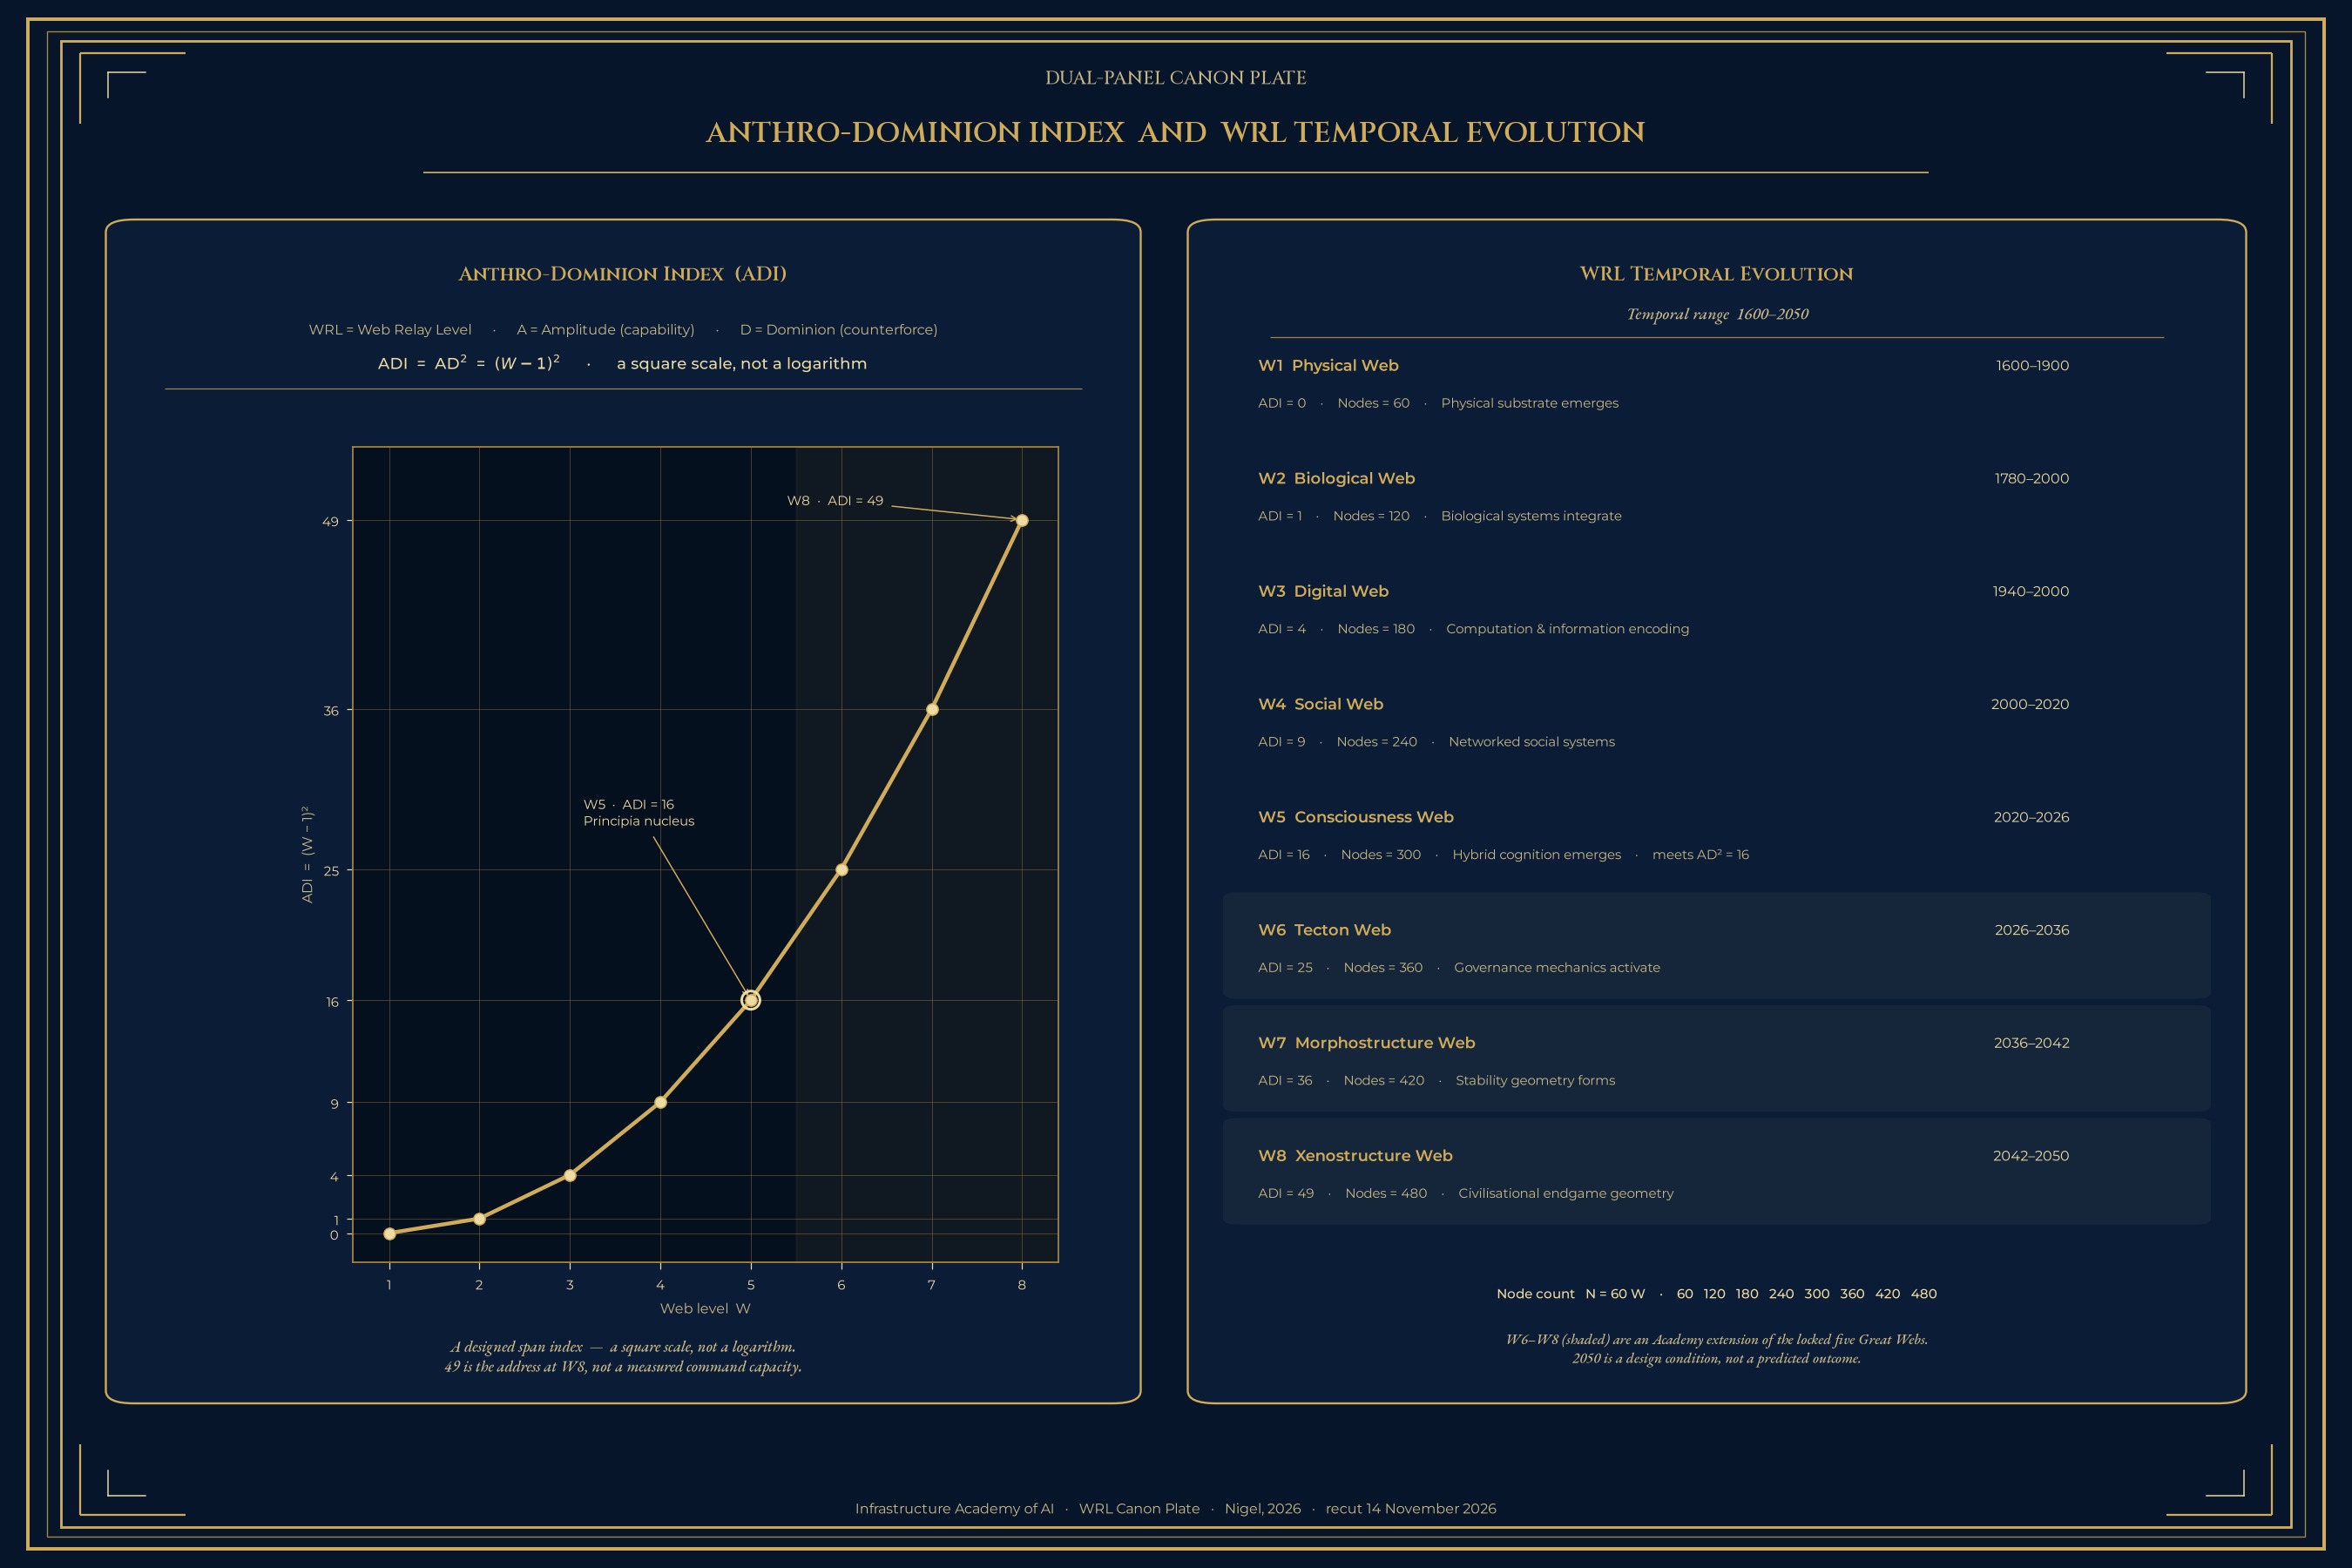 DUAL-PANEL CANON PLATE
ANTHRO-DOMINION INDEX AND WRL TEMPORAL EVOLUTION
Anthro-Dominion Index (ADI)
WRL = Web Relay Level · A = Amplitude (capability) · D = Dominion (counterforce)
ADI = AD² = (W − 1)² · a square scale, not a logarithm
W8 · ADI = 49
49
36
W5 · ADI = 16
Principia nucleus
ADI = (W − 1)²
25
16
9
4
1
0
1 2 3 4 5 6 7 8
Web level W
A designed span index — a square scale, not a logarithm.
49 is the address at W8, not a measured command capacity.
WRL Temporal Evolution
Temporal range 1600–2050
W1 Physical Web 1600–1900
ADI = 0 · Nodes = 60 · Physical substrate emerges
W2 Biological Web 1780–2000
ADI = 1 · Nodes = 120 · Biological systems integrate
W3 Digital Web 1940–2000
ADI = 4 · Nodes = 180 · Computation & information encoding
W4 Social Web 2000–2020
ADI = 9 · Nodes = 240 · Networked social systems
W5 Consciousness Web 2020–2026
ADI = 16 · Nodes = 300 · Hybrid cognition emerges · meets AD² = 16
W6 Tecton Web 2026–2036
ADI = 25 · Nodes = 360 · Governance mechanics activate
W7 Morphostructure Web 2036–2042
ADI = 36 · Nodes = 420 · Stability geometry forms
W8 Xenostructure Web 2042–2050
ADI = 49 · Nodes = 480 · Civilisational endgame geometry
Node count N = 60 W · 60 120 180 240 300 360 420 480
W6–W8 (shaded) are an Academy extension of the locked five Great Webs.
2050 is a design condition, not a predicted outcome.
Infrastructure Academy of AI · WRL Canon Plate · Nigel, 2026 · recut 14 November 2026